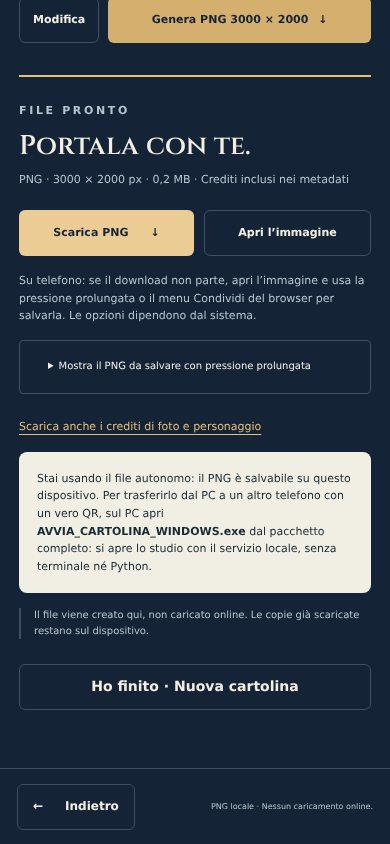 Modifica
Genera PNG 3000 × 2000 ↓
FILE PRONTO
PORTALA CON TE.
PNG · 3000 × 2000 px · 0,2 MB · Crediti inclusi nei metadati
Scarica PNG ↓
Apri l’immagine
Su telefono: se il download non parte, apri l’immagine e usa la
pressione prolungata o il menu Condividi del browser per
salvarla. Le opzioni dipendono dal sistema.
▶ Mostra il PNG da salvare con pressione prolungata
Scarica anche i crediti di foto e personaggio
Stai usando il file autonomo: il PNG è salvabile su questo
dispositivo. Per trasferirlo dal PC a un altro telefono con
un vero QR, sul PC apri
AVVIA_CARTOLINA_WINDOWS.exe dal pacchetto
completo: si apre lo studio con il servizio locale, senza
terminale né Python.
Il file viene creato qui, non caricato online. Le copie già scaricate
restano sul dispositivo.
Ho finito · Nuova cartolina
← Indietro
PNG locale · Nessun caricamento online.